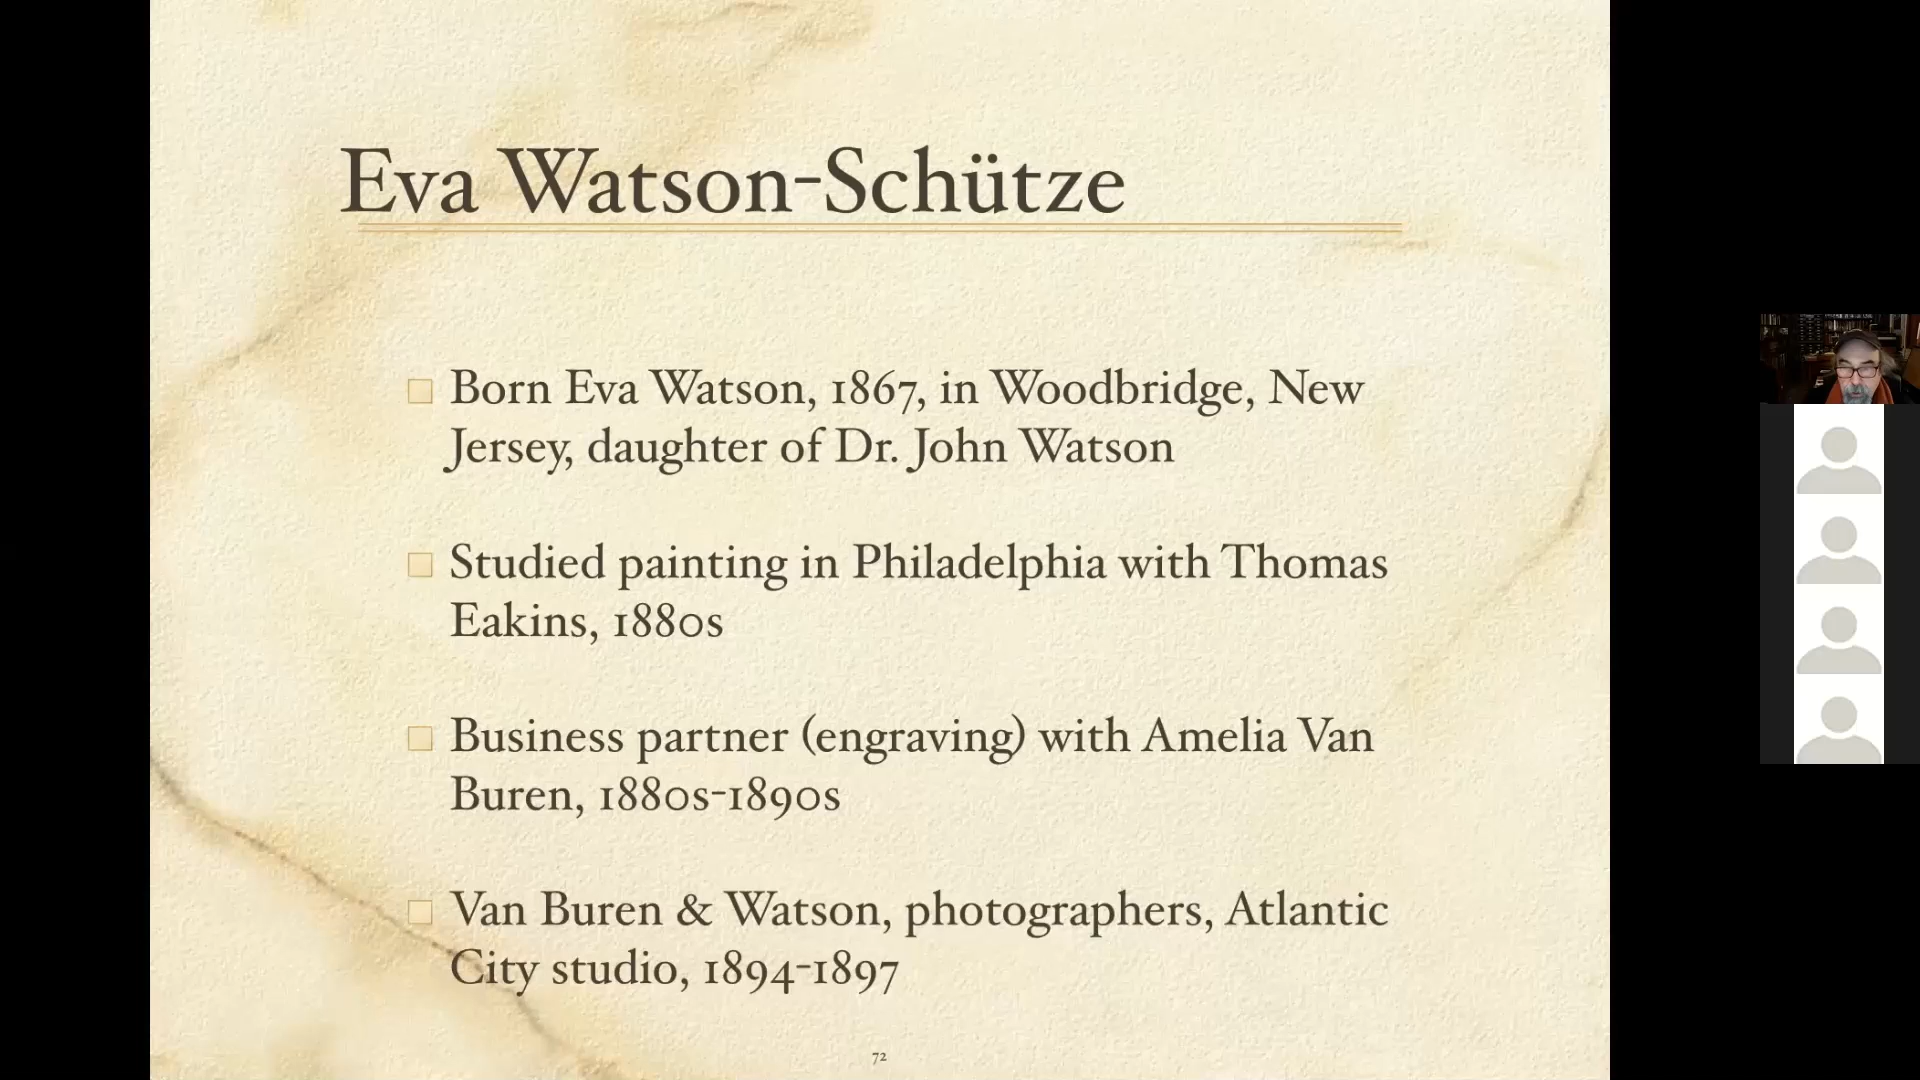 Eva Watson-Schütze
Born Eva Watson, 1867, in Woodbridge, New
Jersey, daughter of Dr. John Watson
Studied painting in Philadelphia with Thomas
Eakins, 1880s
Business partner (engraving) with Amelia Van
Buren, 1880s-1890s
Van Buren & Watson, photographers, Atlantic
City studio, 1894-1897
72